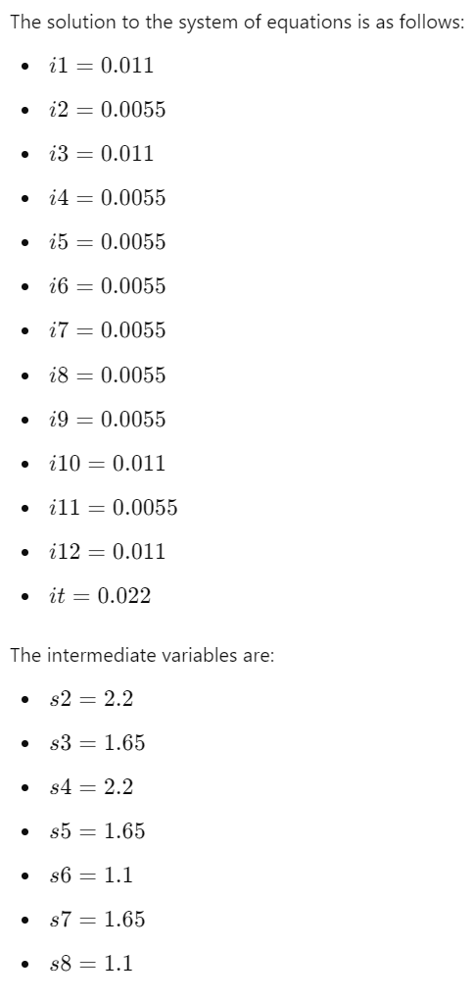 The solution to the system of equations is as follows:
• i1 = 0.011
• i2 = 0.0055
• i3 = 0.011
• i4 = 0.0055
• i5 = 0.0055
• i6 = 0.0055
• i7 = 0.0055
• i8 = 0.0055
• i9 = 0.0055
• i10 = 0.011
• i11 = 0.0055
• i12 = 0.011
• it = 0.022
The intermediate variables are:
• s2 = 2.2
• s3 = 1.65
• s4 = 2.2
• s5 = 1.65
• s6 = 1.1
• s7 = 1.65
• s8 = 1.1